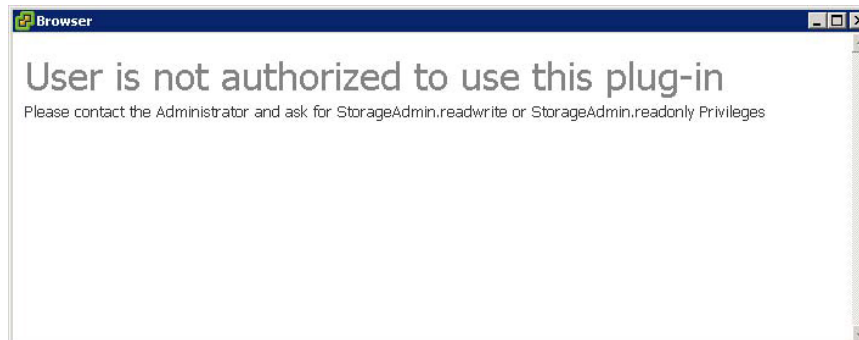 Browser
User is not authorized to use this plug-in
Please contact the Administrator and ask for StorageAdmin.readwrite or StorageAdmin.readonly Privileges